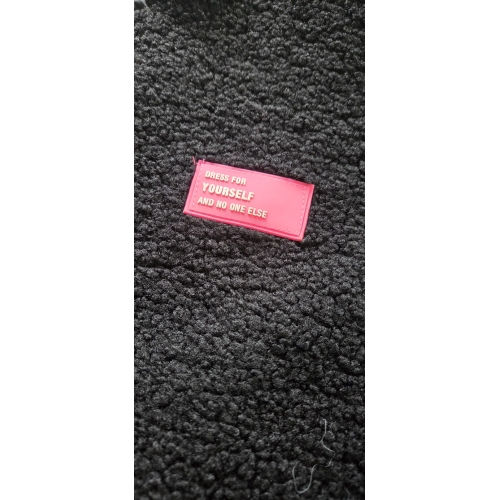 DRESS FOR
YOURSELF
AND NO ONE ELSE